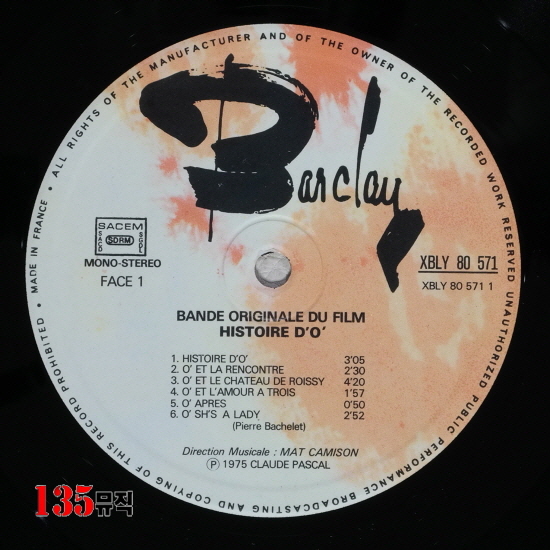 • MADE IN FRANCE • ALL RIGHTS OF THE MANUFACTURER AND OF THE OWNER OF THE RECORDED WORK RESERVED UNAUTHORIZED PUBLIC PERFORMANCE BROADCASTING AND COPYING OF THIS RECORD PROHIBITED
Barclay
SACEM
SACD SDRM SGDL
MONO-STEREO
FACE 1
XBLY 80 571
XBLY 80 571 1
BANDE ORIGINALE DU FILM
HISTOIRE D'O'
1. HISTOIRE D'O' 3'05
2. O' ET LA RENCONTRE 2'30
3. O' ET LE CHATEAU DE ROISSY 4'20
4. O' ET L'AMOUR A TROIS 1'57
5. O' APRES 0'50
6. O' SH'S A LADY 2'52
(Pierre Bachelet)
Direction Musicale : MAT CAMISON
Ⓟ 1975 CLAUDE PASCAL
135뮤직